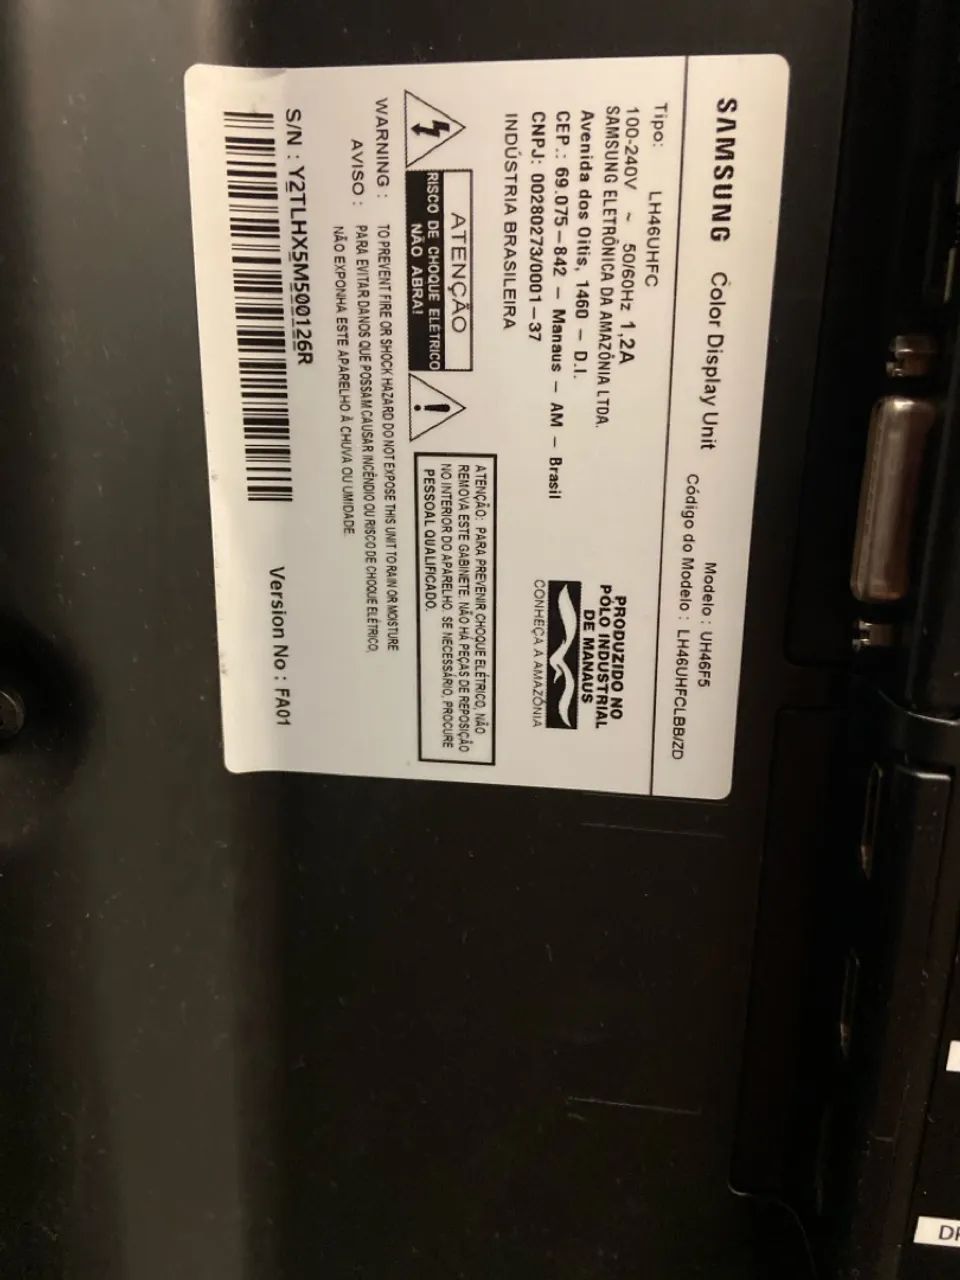 SAMSUNG Color Display Unit
Modelo : UH46F5
Código do Modelo : LH46UHFCLBB/ZD
Tipo: LH46UHFC
100-240V ~ 50/60Hz 1,2A
SAMSUNG ELETRÔNICA DA AMAZÔNIA LTDA.
Avenida dos Oitis, 1460 – D.I.
CEP.: 69.075-842 – Manaus – AM – Brasil
CNPJ: 00280273/0001-37
INDÚSTRIA BRASILEIRA
PRODUZIDO NO
PÓLO INDUSTRIAL
DE MANAUS
CONHEÇA A AMAZÔNIA
ATENÇÃO
RISCO DE CHOQUE ELÉTRICO
NÃO ABRA!
ATENÇÃO: PARA PREVENIR CHOQUE ELÉTRICO, NÃO
REMOVA ESTE GABINETE. NÃO HÁ PEÇAS DE REPOSIÇÃO
NO INTERIOR DO APARELHO. SE NECESSÁRIO, PROCURE
PESSOAL QUALIFICADO.
WARNING : TO PREVENT FIRE OR SHOCK HAZARD DO NOT EXPOSE THIS UNIT TO RAIN OR MOISTURE
AVISO : PARA EVITAR DANOS QUE POSSAM CAUSAR INCÊNDIO OU RISCO DE CHOQUE ELÉTRICO,
NÃO EXPONHA ESTE APARELHO À CHUVA OU UMIDADE.
S/N : Y2TLHX5M500126R
Version No : FA01